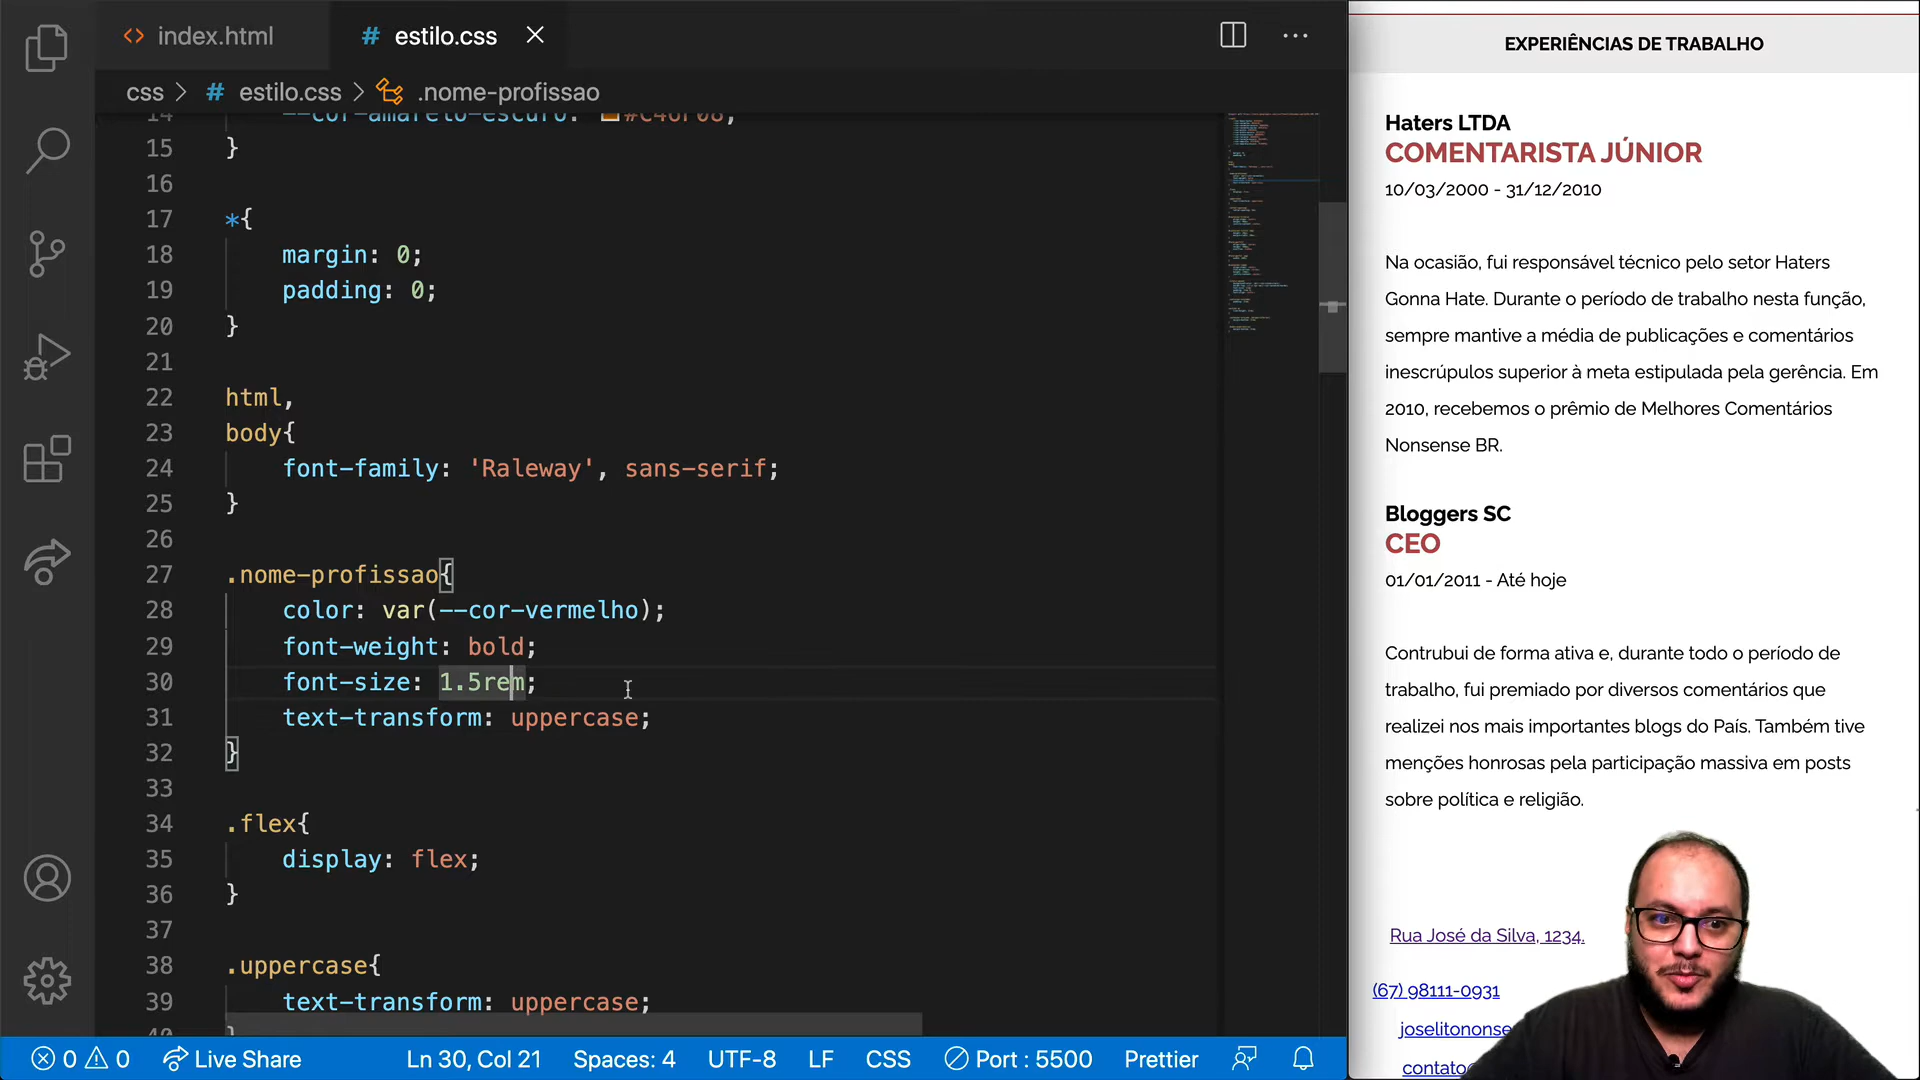 index.html
estilo.css
css > # estilo.css > .nome-profissao
14 --cor-amarelo-escuro: #C46F08;
15 }
16
17 *{
18 margin: 0;
19 padding: 0;
20 }
21
22 html,
23 body{
24 font-family: 'Raleway', sans-serif;
25 }
26
27 .nome-profissao{
28 color: var(--cor-vermelho);
29 font-weight: bold;
30 font-size: 1.5rem;
31 text-transform: uppercase;
32 }
33
34 .flex{
35 display: flex;
36 }
37
38 .uppercase{
39 text-transform: uppercase;
40 }
0 0 Live Share Ln 30, Col 21 Spaces: 4 UTF-8 LF CSS Port : 5500 Prettier
EXPERIÊNCIAS DE TRABALHO
Haters LTDA
COMENTARISTA JÚNIOR
10/03/2000 - 31/12/2010
Na ocasião, fui responsável técnico pelo setor Haters
Gonna Hate. Durante o período de trabalho nesta função,
sempre mantive a média de publicações e comentários
inescrúpulos superior à meta estipulada pela gerência. Em
2010, recebemos o prêmio de Melhores Comentários
Nonsense BR.
Bloggers SC
CEO
01/01/2011 - Até hoje
Contrubui de forma ativa e, durante todo o período de
trabalho, fui premiado por diversos comentários que
realizei nos mais importantes blogs do País. Também tive
menções honrosas pela participação massiva em posts
sobre política e religião.
Rua José da Silva, 1234.
(67) 98111-0931
joselitononse
contato